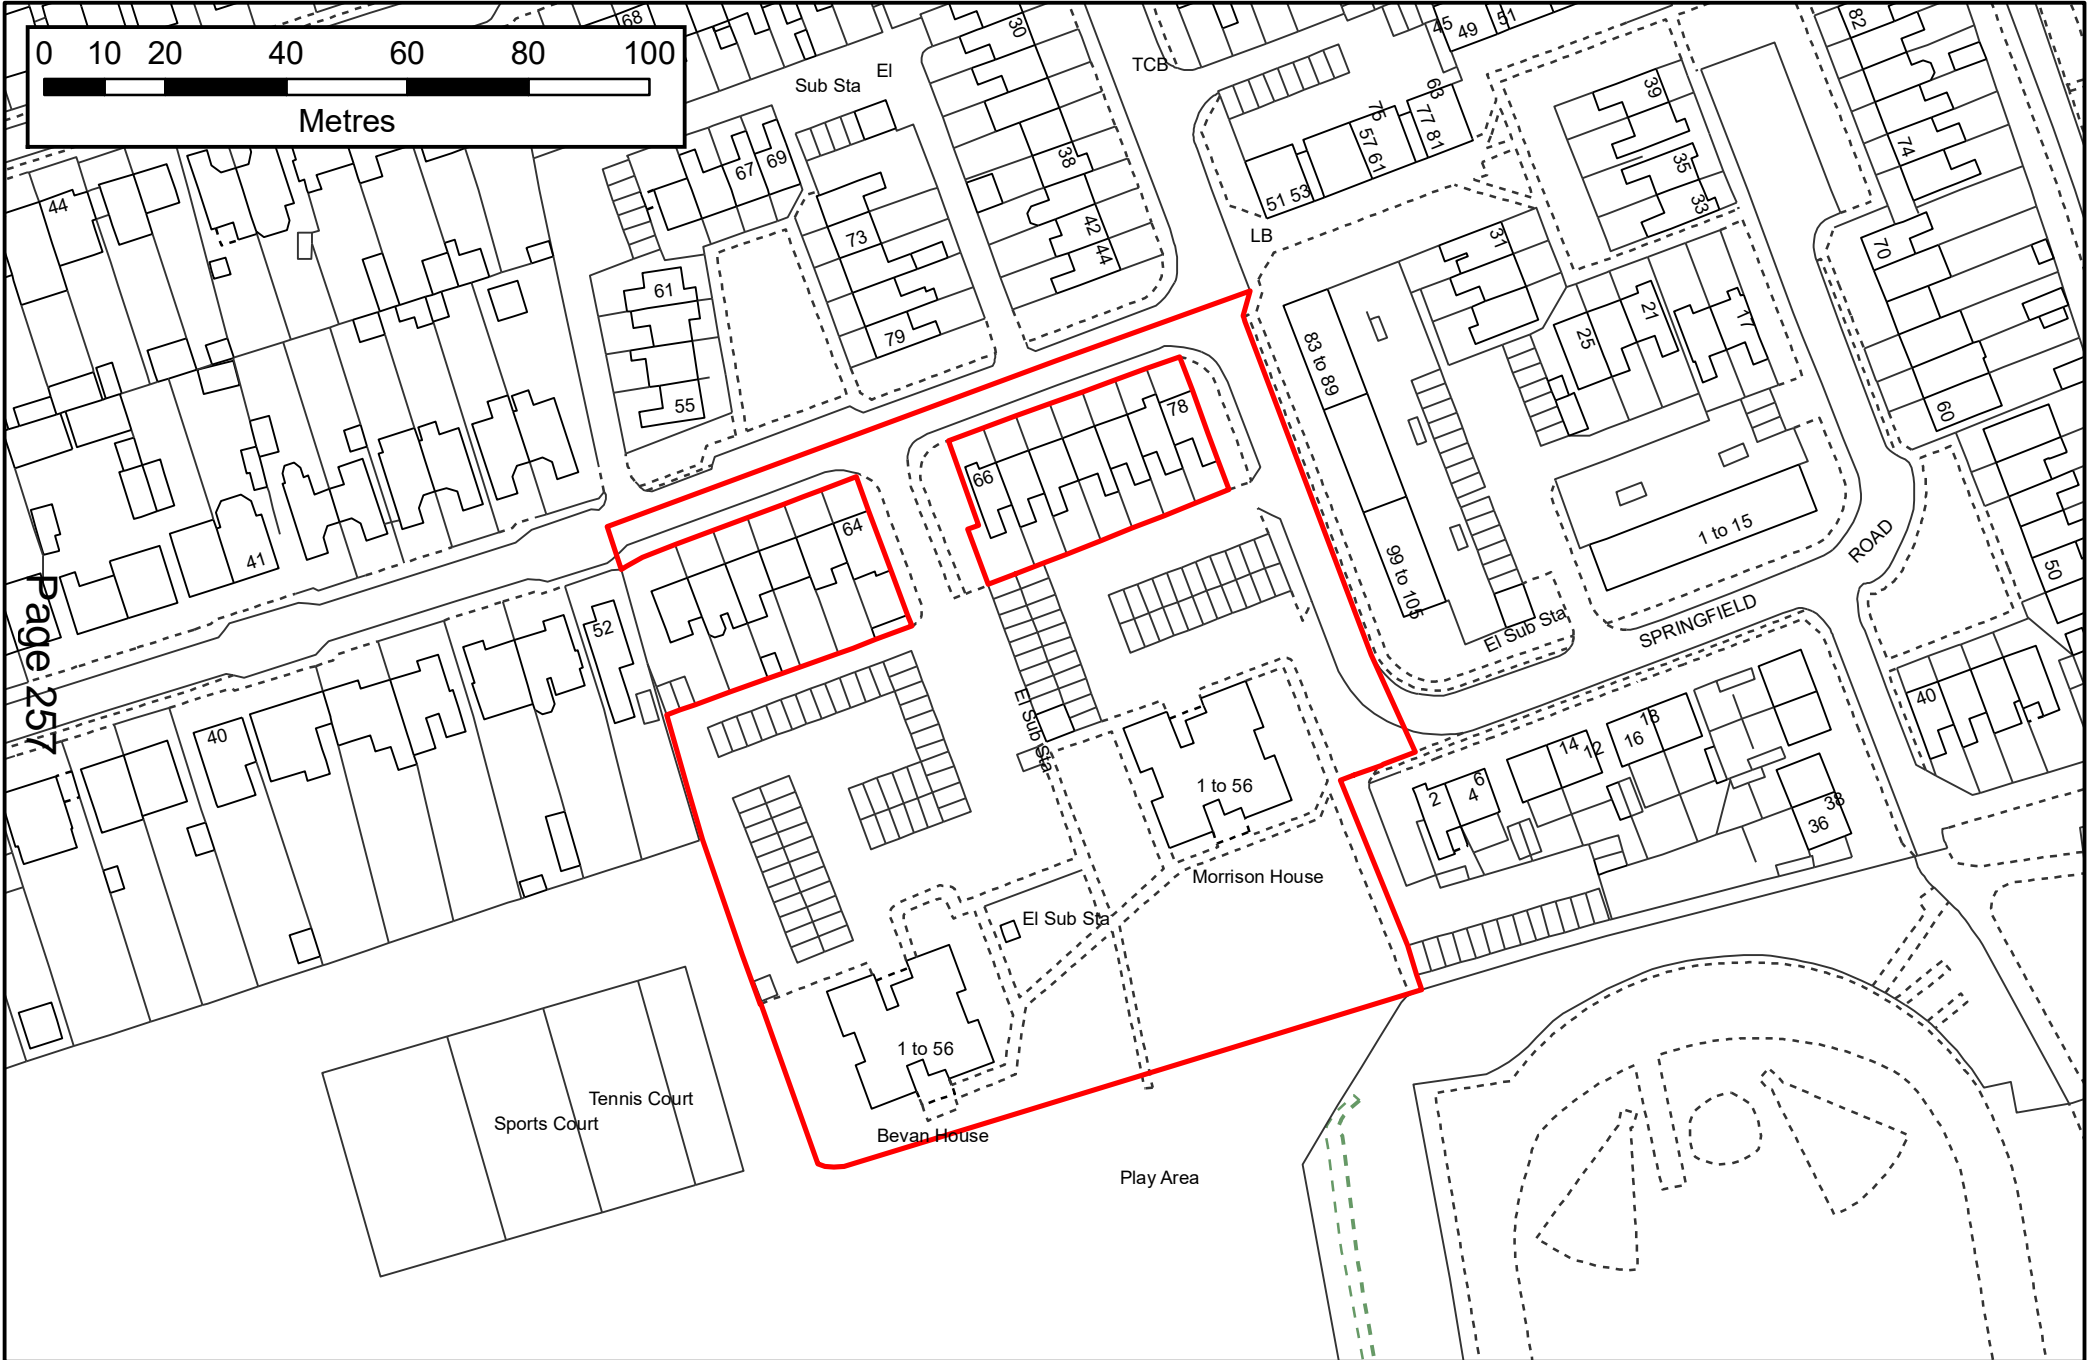 68
0 10 20 40 60 80 100
Metres
30
45 49 51
82
El
Sub Sta
TCB
63
39
75
77 81
57 61
67 69
38
35
74
44
51 53
33
73
42 44
LB
31
70
61
21
17
79
83 to 89
25
55
78
60
66
64
41
99 to 105
1 to 15
ROAD
50
52
El Sub Sta
SPRINGFIELD
Page 257
40
El Sub Sta
40
18
16
14
12
6
4
2
38
36
1 to 56
Morrison House
El Sub Sta
1 to 56
Tennis Court
Sports Court
Bevan House
Play Area